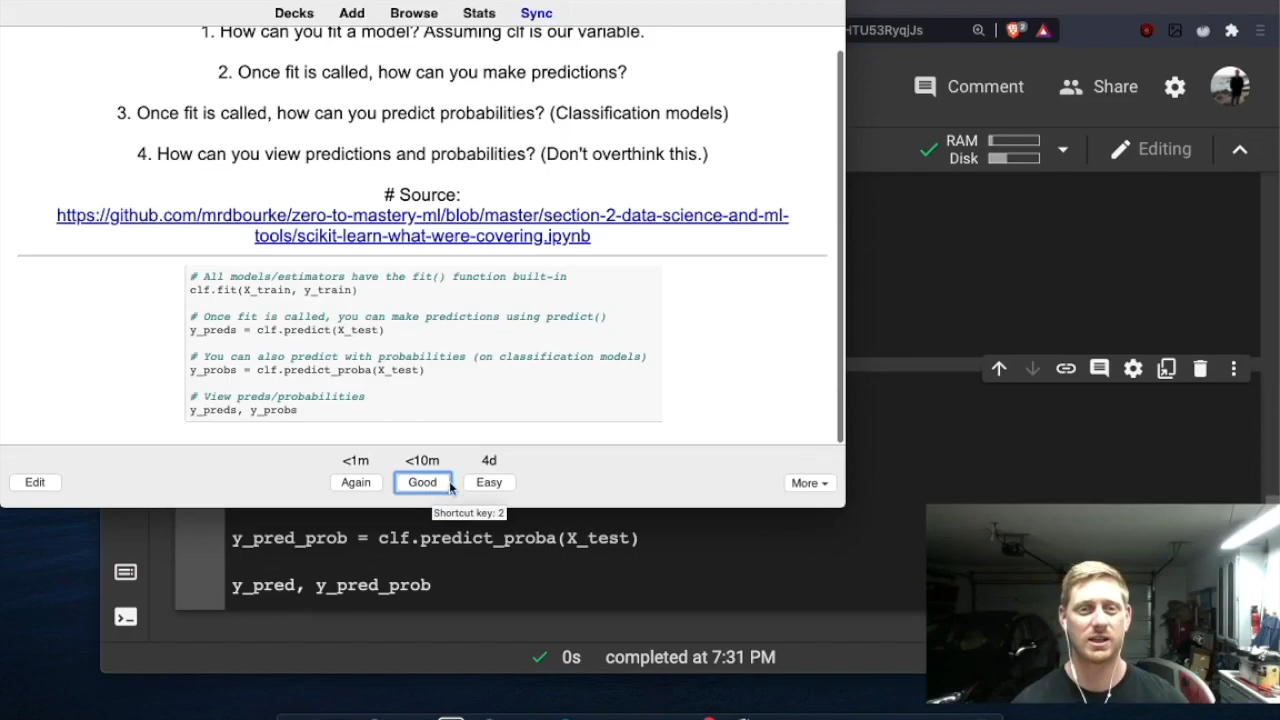 Decks Add Browse Stats Sync
1. How can you fit a model? Assuming clf is our variable.
2. Once fit is called, how can you make predictions?
3. Once fit is called, how can you predict probabilities? (Classification models)
4. How can you view predictions and probabilities? (Don't overthink this.)
# Source:
https://github.com/mrdbourke/zero-to-mastery-ml/blob/master/section-2-data-science-and-ml-
tools/scikit-learn-what-were-covering.ipynb
# All models/estimators have the fit() function built-in
clf.fit(X_train, y_train)
# Once fit is called, you can make predictions using predict()
y_preds = clf.predict(X_test)
# You can also predict with probabilities (on classification models)
y_probs = clf.predict_proba(X_test)
# View preds/probabilities
y_preds, y_probs
<1m <10m 4d
Edit Again Good Easy More
Shortcut key: 2
HTU53RyqjJs
2
Comment Share
RAM
Disk
Editing
y_pred_prob = clf.predict_proba(X_test)
y_pred, y_pred_prob
0s completed at 7:31 PM